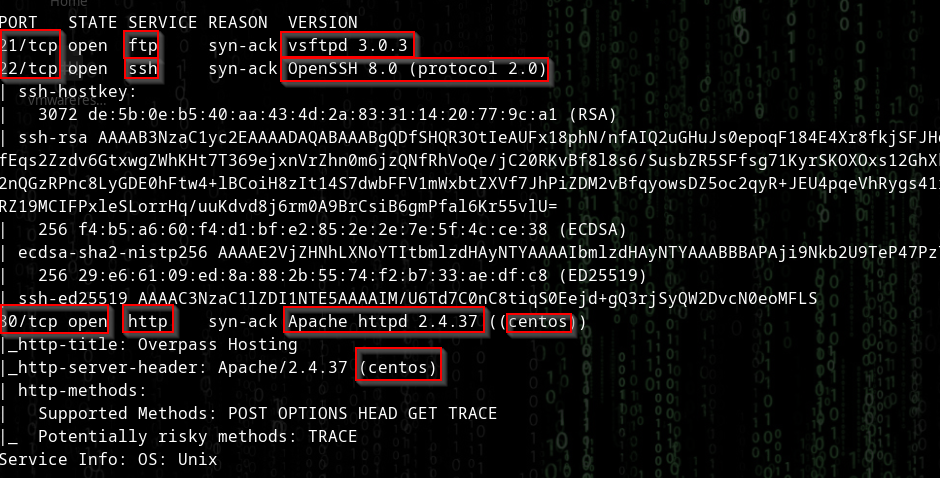 Home
PORT   STATE SERVICE REASON  VERSION
21/tcp open  ftp     syn-ack vsftpd 3.0.3
22/tcp open  ssh     syn-ack OpenSSH 8.0 (protocol 2.0)
| ssh-hostkey:
vmwareres...
|   3072 de:5b:0e:b5:40:aa:43:4d:2a:83:31:14:20:77:9c:a1 (RSA)
| ssh-rsa AAAAB3NzaC1yc2EAAAADAQABAAABgQDfSHQR3OtIeAUFx18phN/nfAIQ2uGHuJs0epoqF184E4Xr8fkjSFJH
fEqs2Zzdv6GtxwgZWhKHt7T369ejxnVrZhn0m6jzQNfRhVoQe/jC20RKvBf8l8s6/SusbZR5SFfsg71KyrSKOXOxs12GhX
2nQGzRPnc8LyGDE0hFtw4+lBCoiH8zIt14S7dwbFFV1mWxbtZXVf7JhPiZDM2vBfqyowsDZ5oc2qyR+JEU4pqeVhRygs41
RZ19MCIFPxleSLorrHq/uuKdvd8j6rm0A9BrCsiB6gmPfal6Kr55vlU=
|   256 f4:b5:a6:60:f4:d1:bf:e2:85:2e:2e:7e:5f:4c:ce:38 (ECDSA)
| ecdsa-sha2-nistp256 AAAAE2VjZHNhLXNoYTItbmlzdHAyNTYAAAAIbmlzdHAyNTYAAABBBAPAji9Nkb2U9TeP47Pz
|   256 29:e6:61:09:ed:8a:88:2b:55:74:f2:b7:33:ae:df:c8 (ED25519)
| ssh-ed25519 AAAAC3NzaC1lZDI1NTE5AAAAIM/U6Td7C0nC8tiqS0Eejd+gQ3rjSyQW2DvcN0eoMFLS
80/tcp open  http    syn-ack Apache httpd 2.4.37 ((centos))
|_http-title: Overpass Hosting
|_http-server-header: Apache/2.4.37 (centos)
| http-methods:
|   Supported Methods: POST OPTIONS HEAD GET TRACE
|_  Potentially risky methods: TRACE
Service Info: OS: Unix